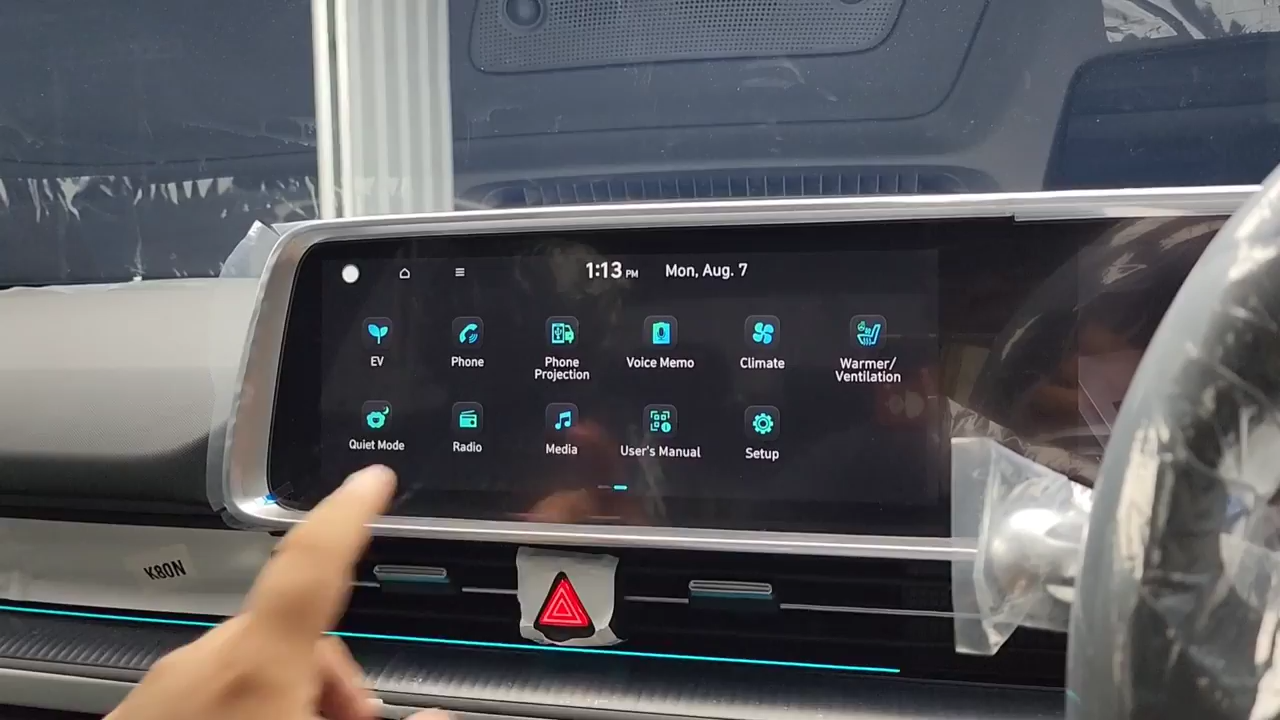 1:13 PM Mon, Aug. 7
EV
Phone
Phone
Projection
Voice Memo
Climate
Warmer/
Ventilation
Quiet Mode
Radio
Media
User's Manual
Setup
K80N